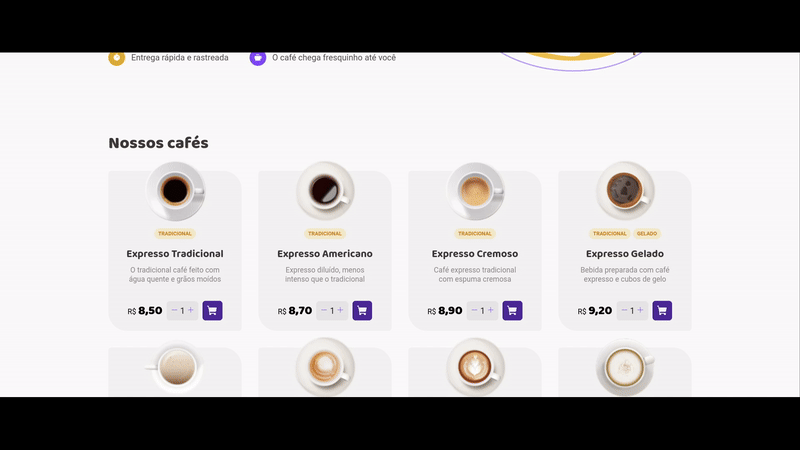 Entrega rápida e rastreada
O café chega fresquinho até você
Nossos cafés
TRADICIONAL
Expresso Tradicional
O tradicional café feito com
água quente e grãos moídos
R$ 8,50
− 1 +
TRADICIONAL
Expresso Americano
Expresso diluído, menos
intenso que o tradicional
R$ 8,70
− 1 +
TRADICIONAL
Expresso Cremoso
Café expresso tradicional
com espuma cremosa
R$ 8,90
− 1 +
TRADICIONAL GELADO
Expresso Gelado
Bebida preparada com café
expresso e cubos de gelo
R$ 9,20
− 1 +